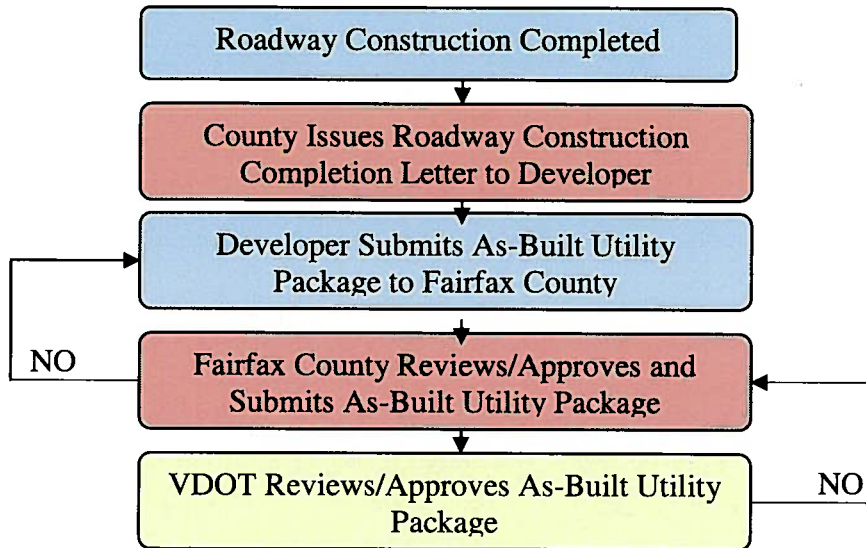 Roadway Construction Completed
County Issues Roadway Construction
Completion Letter to Developer
Developer Submits As-Built Utility
Package to Fairfax County
NO
Fairfax County Reviews/Approves and
Submits As-Built Utility Package
VDOT Reviews/Approves As-Built Utility
Package
NO